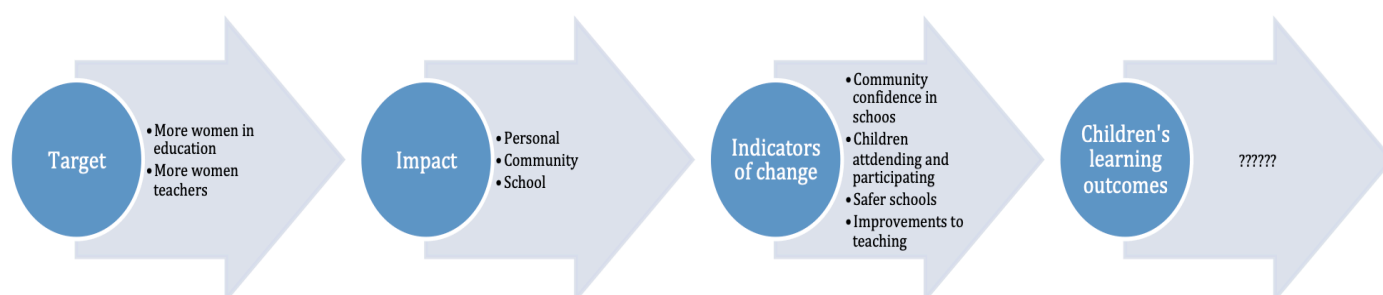 Target
• More women in
education
• More women
teachers
Impact
• Personal
• Community
• School
Indicators
of change
• Community
confidence in
schoos
• Children
attdending and
participating
• Safer schools
• Improvements to
teaching
Children's
learning
outcomes
??????